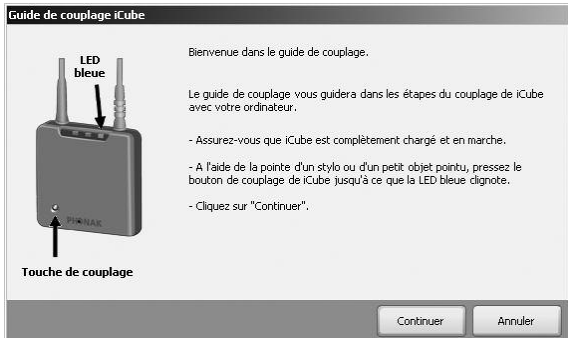 Guide de couplage iCube
LED
bleue
PHONAK
Touche de couplage
Bienvenue dans le guide de couplage.
Le guide de couplage vous guidera dans les étapes du couplage de iCube
avec votre ordinateur.
- Assurez-vous que iCube est complètement chargé et en marche.
- A l'aide de la pointe d'un stylo ou d'un petit objet pointu, pressez le
bouton de couplage de iCube jusqu'à ce que la LED bleue clignote.
- Cliquez sur "Continuer".
Continuer
Annuler